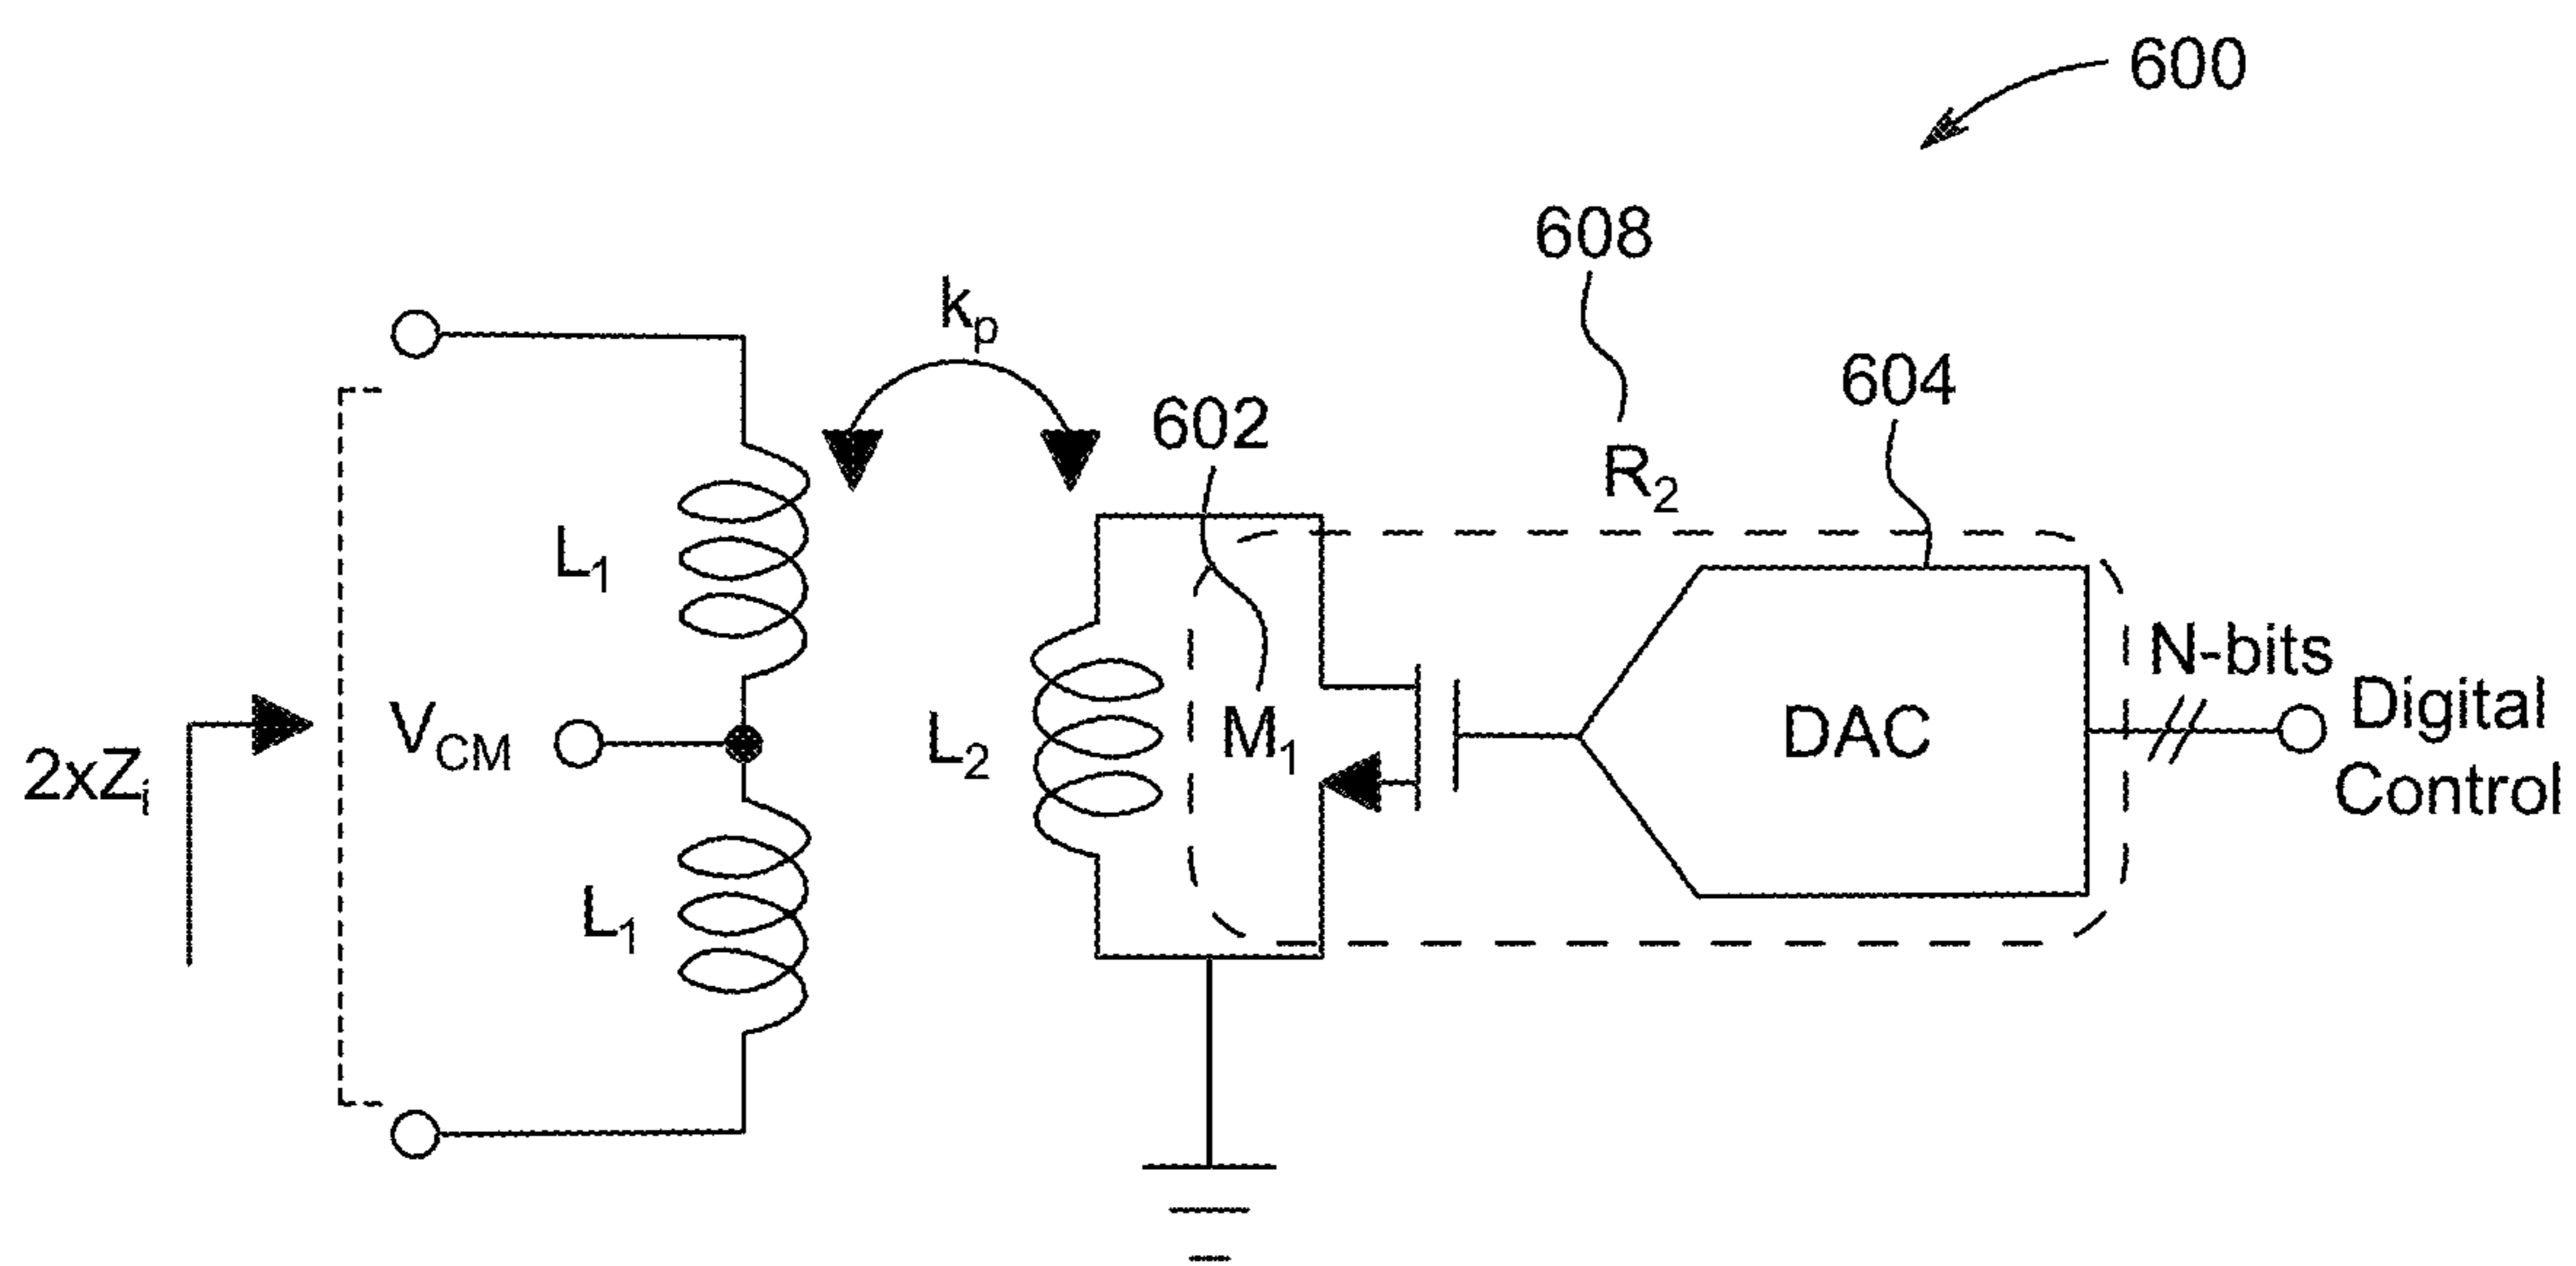 600
608
k_p
604
602
R_2
L_1
N-bits
Digital
Control
V_CM
M_1
DAC
L_2
2xZ_i
L_1